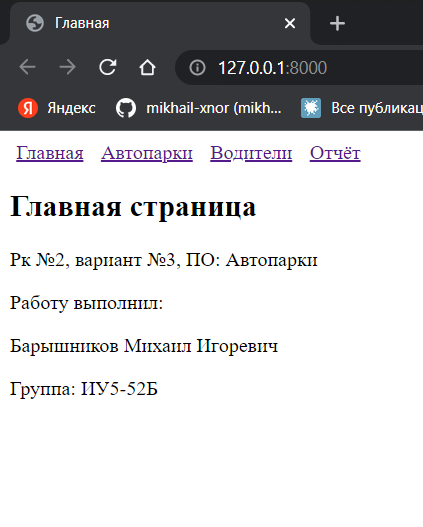 Главная
127.0.0.1:8000
Яндекс mikhail-xnor (mikh... Все публикац
Главная Автопарки Водители Отчёт
Главная страница
Рк №2, вариант №3, ПО: Автопарки
Работу выполнил:
Барышников Михаил Игоревич
Группа: ИУ5-52Б